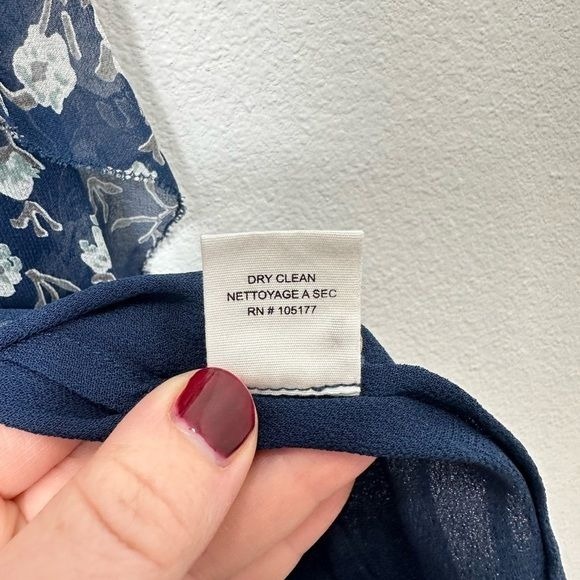 DRY CLEAN
NETTOYAGE A SEC
RN # 105177